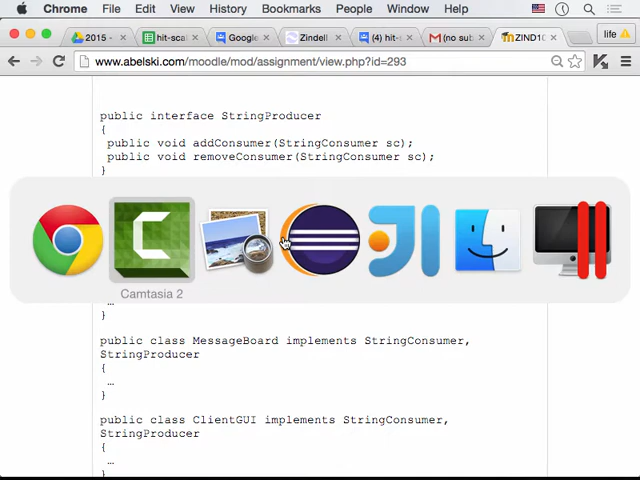 Chrome File Edit View History Bookmarks People Window Help
2015 - 
hit-scal
Google
Zindell
(4) hit-
(no sub
ZIND10
life
www.abelski.com/moodle/mod/assignment/view.php?id=293
public interface StringProducer
{
public void addConsumer(StringConsumer sc);
public void removeConsumer(StringConsumer sc);
}
Camtasia 2
…
}
public class MessageBoard implements StringConsumer,
StringProducer
{
…
}
public class ClientGUI implements StringConsumer,
StringProducer
{
…